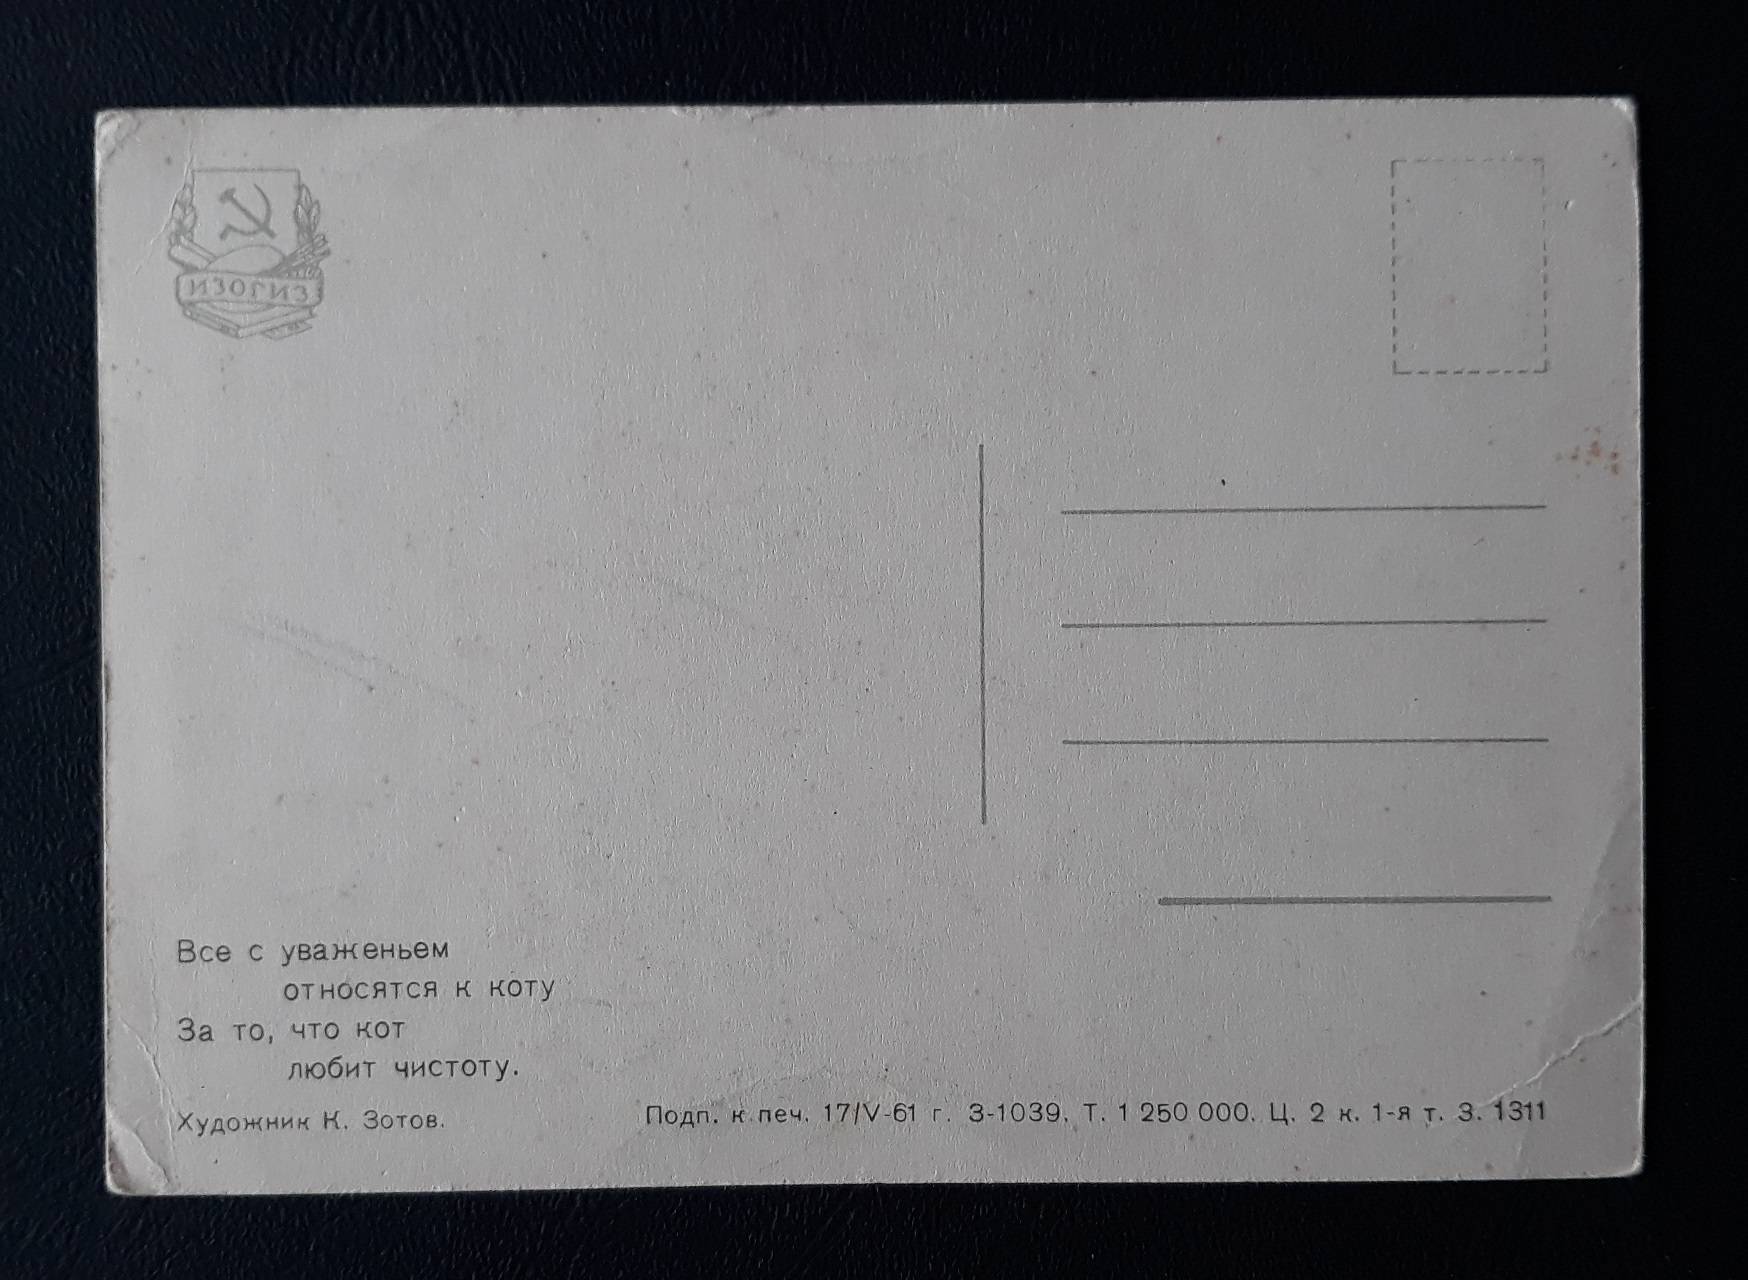 ИЗОГИЗ
Все с уваженьем
относятся к коту
За то, что кот
любит чистоту.
Художник К. Зотов.
Подп. к печ. 17/V-61 г. З-1039. Т. 1 250 000. Ц. 2 к. 1-я т. З. 1311